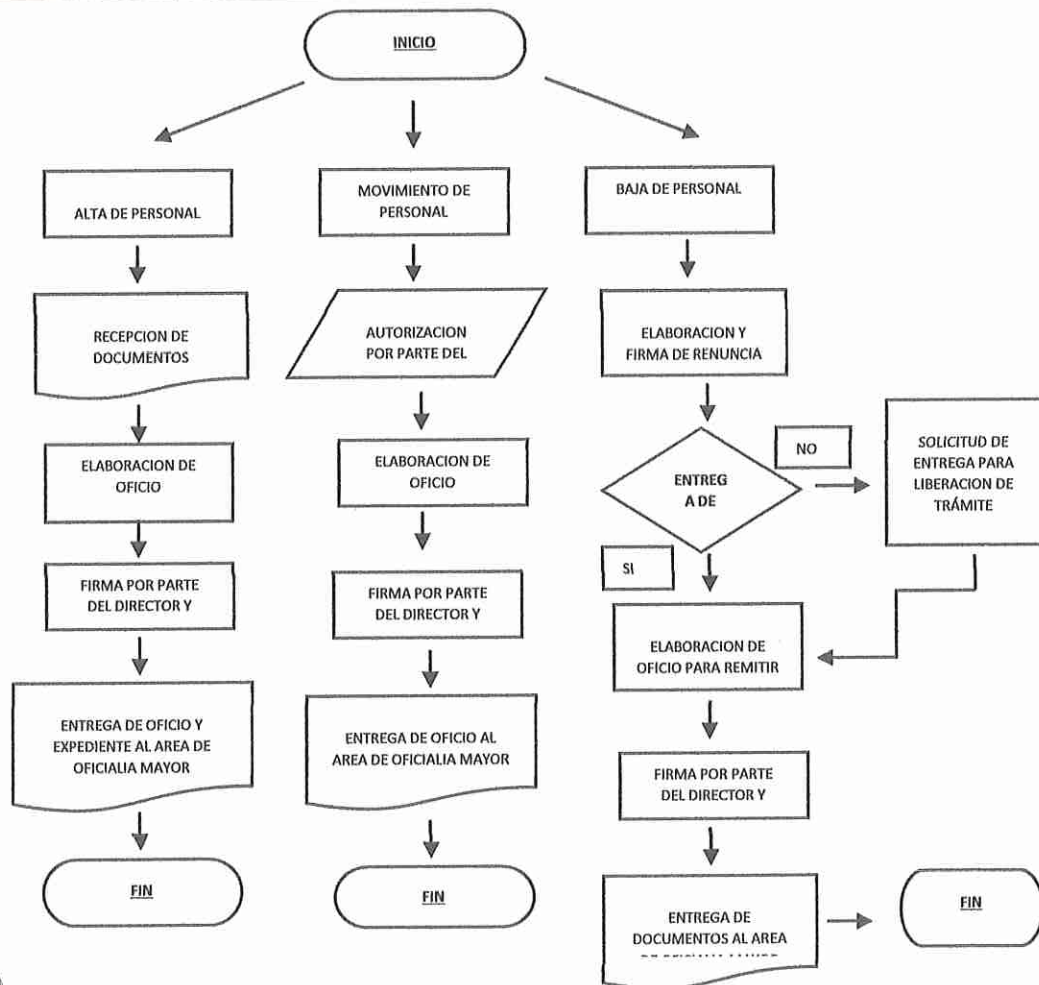 INICIO
ALTA DE PERSONAL
RECEPCION DE
DOCUMENTOS
ELABORACION DE
OFICIO
FIRMA POR PARTE
DEL DIRECTOR Y
ENTREGA DE OFICIO Y
EXPEDIENTE AL AREA DE
OFICIALIA MAYOR
FIN
MOVIMIENTO DE
PERSONAL
AUTORIZACION
POR PARTE DEL
ELABORACION DE
OFICIO
FIRMA POR PARTE
DEL DIRECTOR Y
ENTREGA DE OFICIO AL
AREA DE OFICIALIA MAYOR
FIN
BAJA DE PERSONAL
ELABORACION Y
FIRMA DE RENUNCIA
ENTREG
A DE
NO
SOLICITUD DE
ENTREGA PARA
LIBERACION DE
TRÁMITE
SI
ELABORACION DE
OFICIO PARA REMITIR
FIRMA POR PARTE
DEL DIRECTOR Y
ENTREGA DE
DOCUMENTOS AL AREA
FIN